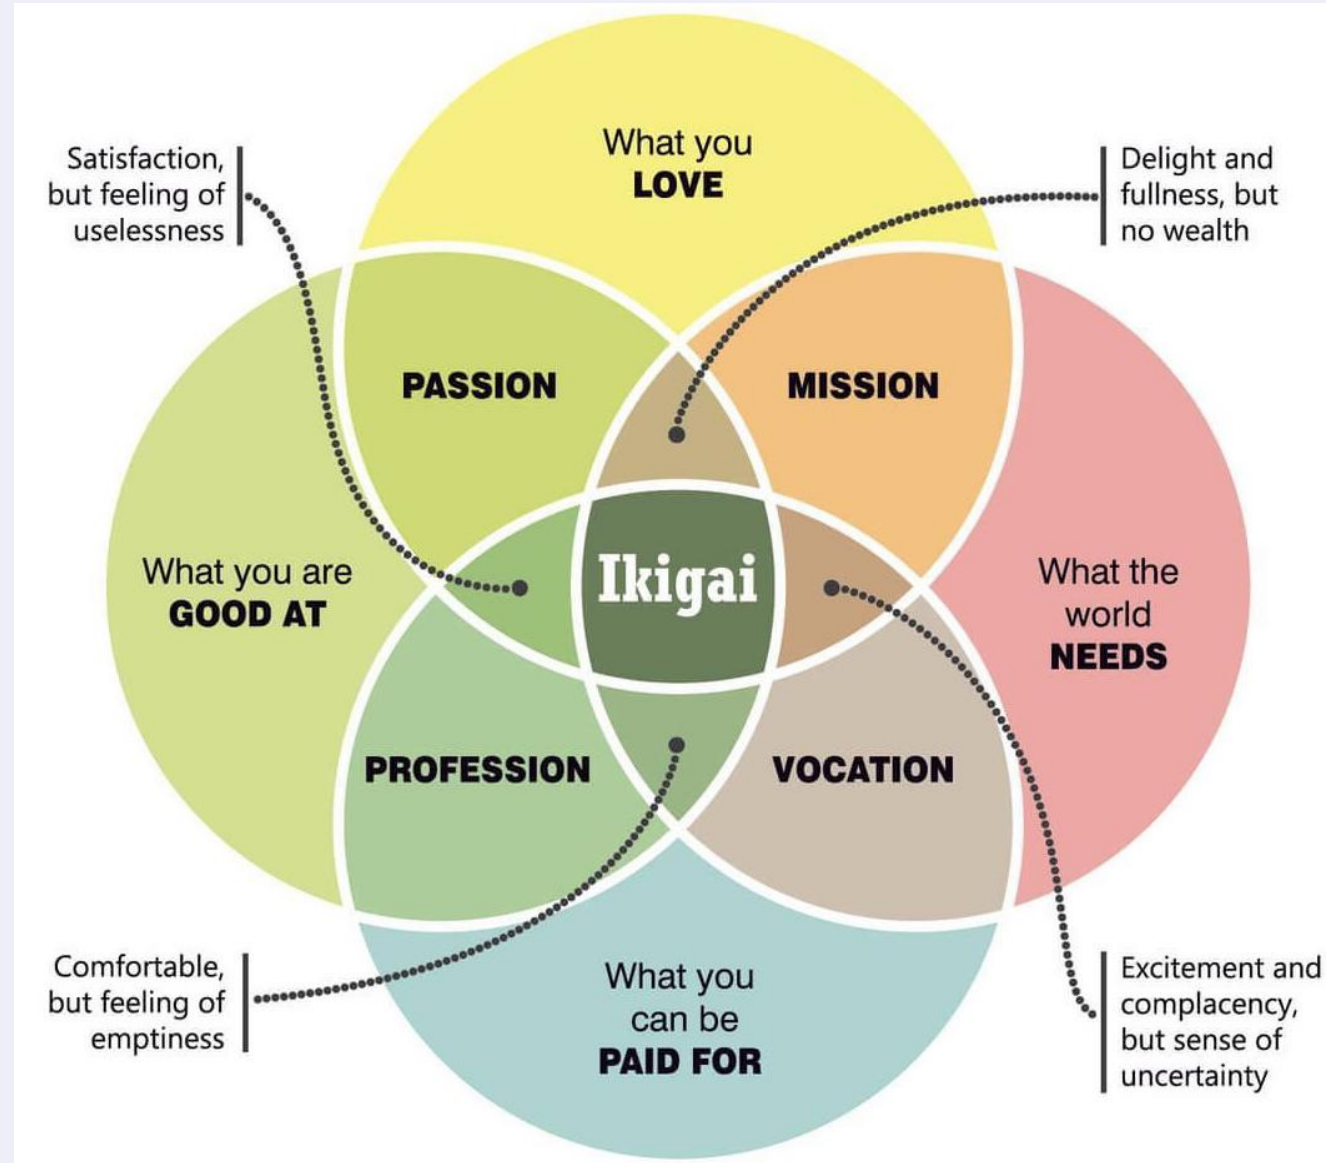 What you
LOVE
Satisfaction,
but feeling of
uselessness
Delight and
fullness, but
no wealth
PASSION
MISSION
What you are
GOOD AT
Ikigai
What the
world
NEEDS
PROFESSION
VOCATION
Comfortable,
but feeling of
emptiness
What you
can be
PAID FOR
Excitement and
complacency,
but sense of
uncertainty